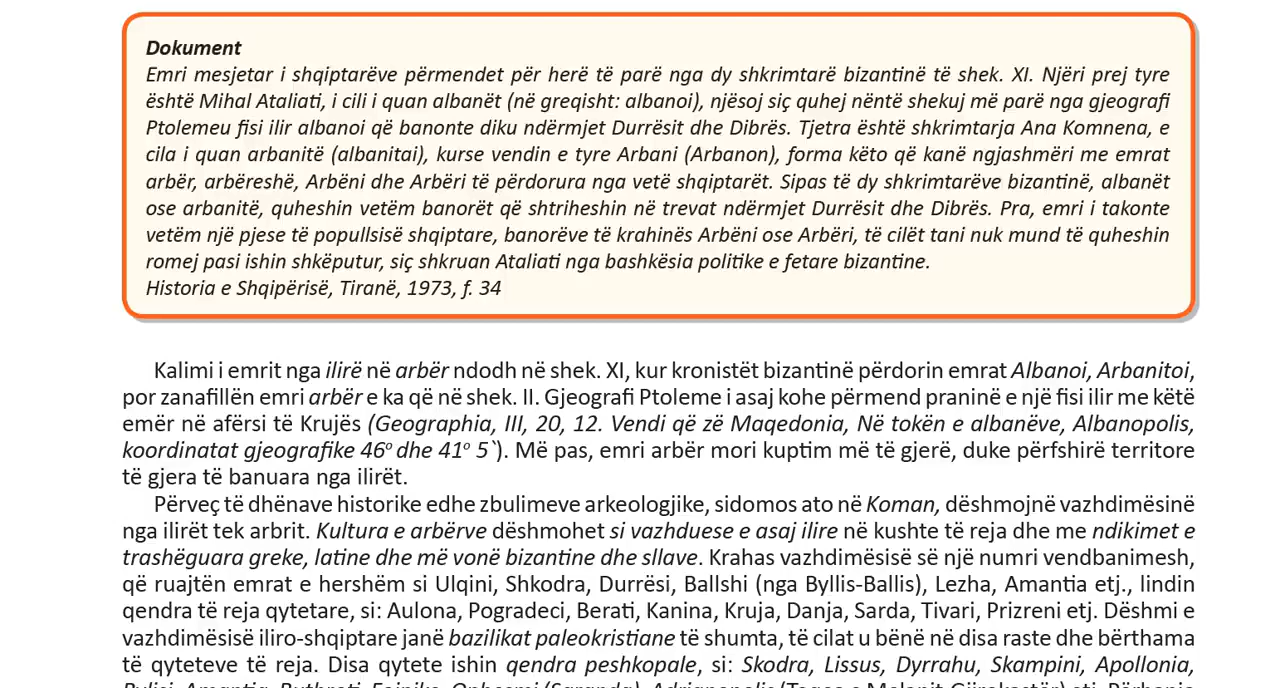 Dokument
Emri mesjetar i shqiptarëve përmendet për herë të parë nga dy shkrimtarë bizantinë të shek. XI. Njëri prej tyre
është Mihal Ataliati, i cili i quan albanët (në greqisht: albanoi), njësoj siç quhej nëntë shekuj më parë nga gjeografi
Ptolemeu fisi ilir albanoi që banonte diku ndërmjet Durrësit dhe Dibrës. Tjetra është shkrimtarja Ana Komnena, e
cila i quan arbanitë (albanitai), kurse vendin e tyre Arbani (Arbanon), forma këto që kanë ngjashmëri me emrat
arbër, arbëreshë, Arbëni dhe Arbëri të përdorura nga vetë shqiptarët. Sipas të dy shkrimtarëve bizantinë, albanët
ose arbanitë, quheshin vetëm banorët që shtriheshin në trevat ndërmjet Durrësit dhe Dibrës. Pra, emri i takonte
vetëm një pjese të popullsisë shqiptare, banorëve të krahinës Arbëni ose Arbëri, të cilët tani nuk mund të quheshin
romej pasi ishin shkëputur, siç shkruan Ataliati nga bashkësia politike e fetare bizantine.
Historia e Shqipërisë, Tiranë, 1973, f. 34
Kalimi i emrit nga ilirë në arbër ndodh në shek. XI, kur kronistët bizantinë përdorin emrat Albanoi, Arbanitoi,
por zanafillën emri arbër e ka që në shek. II. Gjeografi Ptoleme i asaj kohe përmend praninë e një fisi ilir me këtë
emër në afërsi të Krujës (Geographia, III, 20, 12. Vendi që zë Maqedonia, Në tokën e albanëve, Albanopolis,
koordinatat gjeografike 46º dhe 41º 5`). Më pas, emri arbër mori kuptim më të gjerë, duke përfshirë territore
të gjera të banuara nga ilirët.
Përveç të dhënave historike edhe zbulimeve arkeologjike, sidomos ato në Koman, dëshmojnë vazhdimësinë
nga ilirët tek arbrit. Kultura e arbërve dëshmohet si vazhduese e asaj ilire në kushte të reja dhe me ndikimet e
trashëguara greke, latine dhe më vonë bizantine dhe sllave. Krahas vazhdimësisë së një numri vendbanimesh,
që ruajtën emrat e hershëm si Ulqini, Shkodra, Durrësi, Ballshi (nga Byllis-Ballis), Lezha, Amantia etj., lindin
qendra të reja qytetare, si: Aulona, Pogradeci, Berati, Kanina, Kruja, Danja, Sarda, Tivari, Prizreni etj. Dëshmi e
vazhdimësisë iliro-shqiptare janë bazilikat paleokristiane të shumta, të cilat u bënë në disa raste dhe bërthama
të qyteteve të reja. Disa qytete ishin qendra peshkopale, si: Skodra, Lissus, Dyrrahu, Skampini, Apollonia,